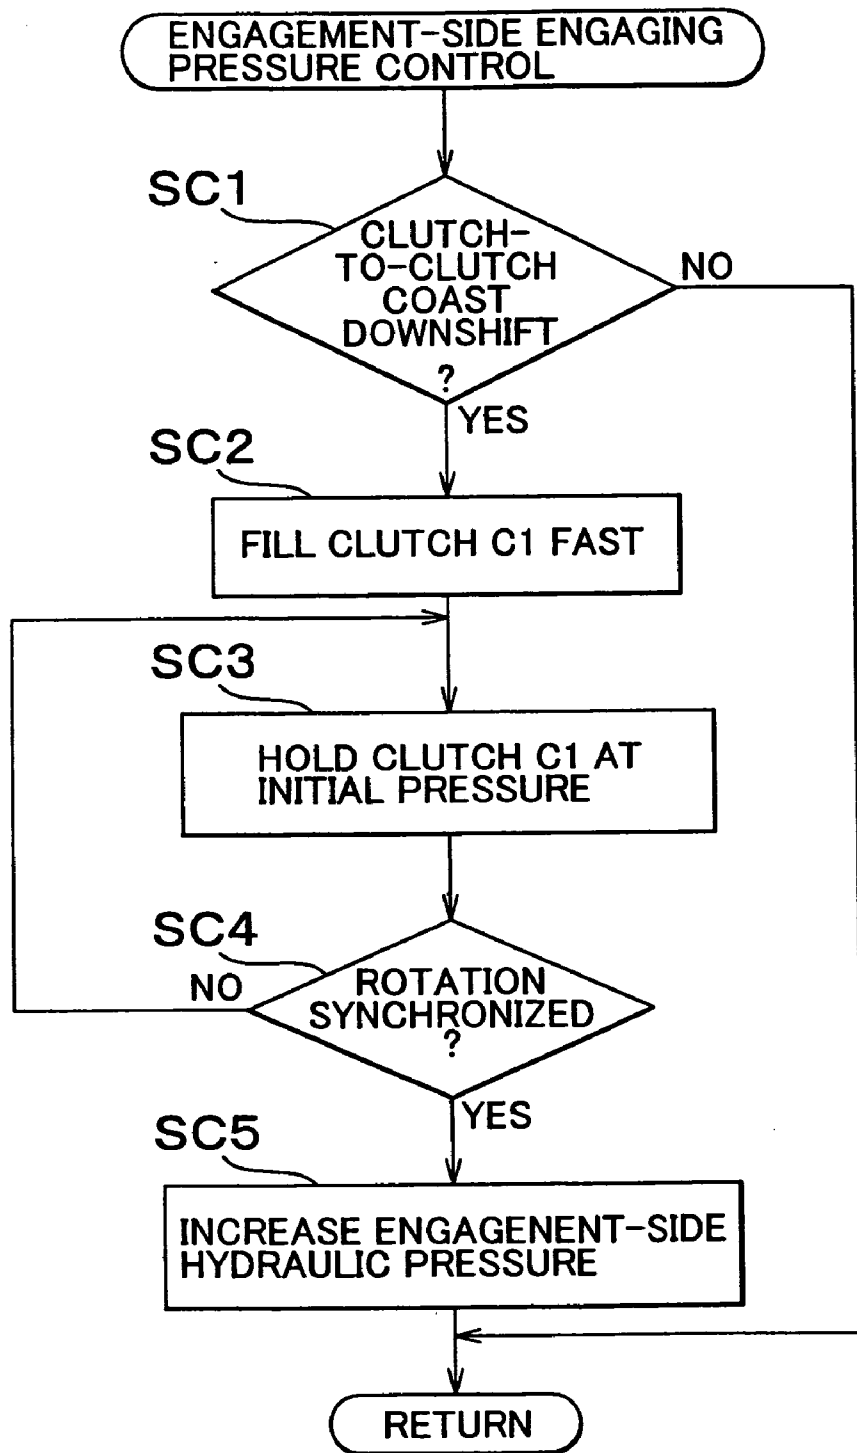 ENGAGEMENT-SIDE ENGAGING
PRESSURE CONTROL
SC1
CLUTCH-
TO-CLUTCH
COAST
DOWNSHIFT
?
NO
YES
SC2
FILL CLUTCH C1 FAST
SC3
HOLD CLUTCH C1 AT
INITIAL PRESSURE
SC4
NO
ROTATION
SYNCHRONIZED
?
YES
SC5
INCREASE ENGAGENENT-SIDE
HYDRAULIC PRESSURE
RETURN